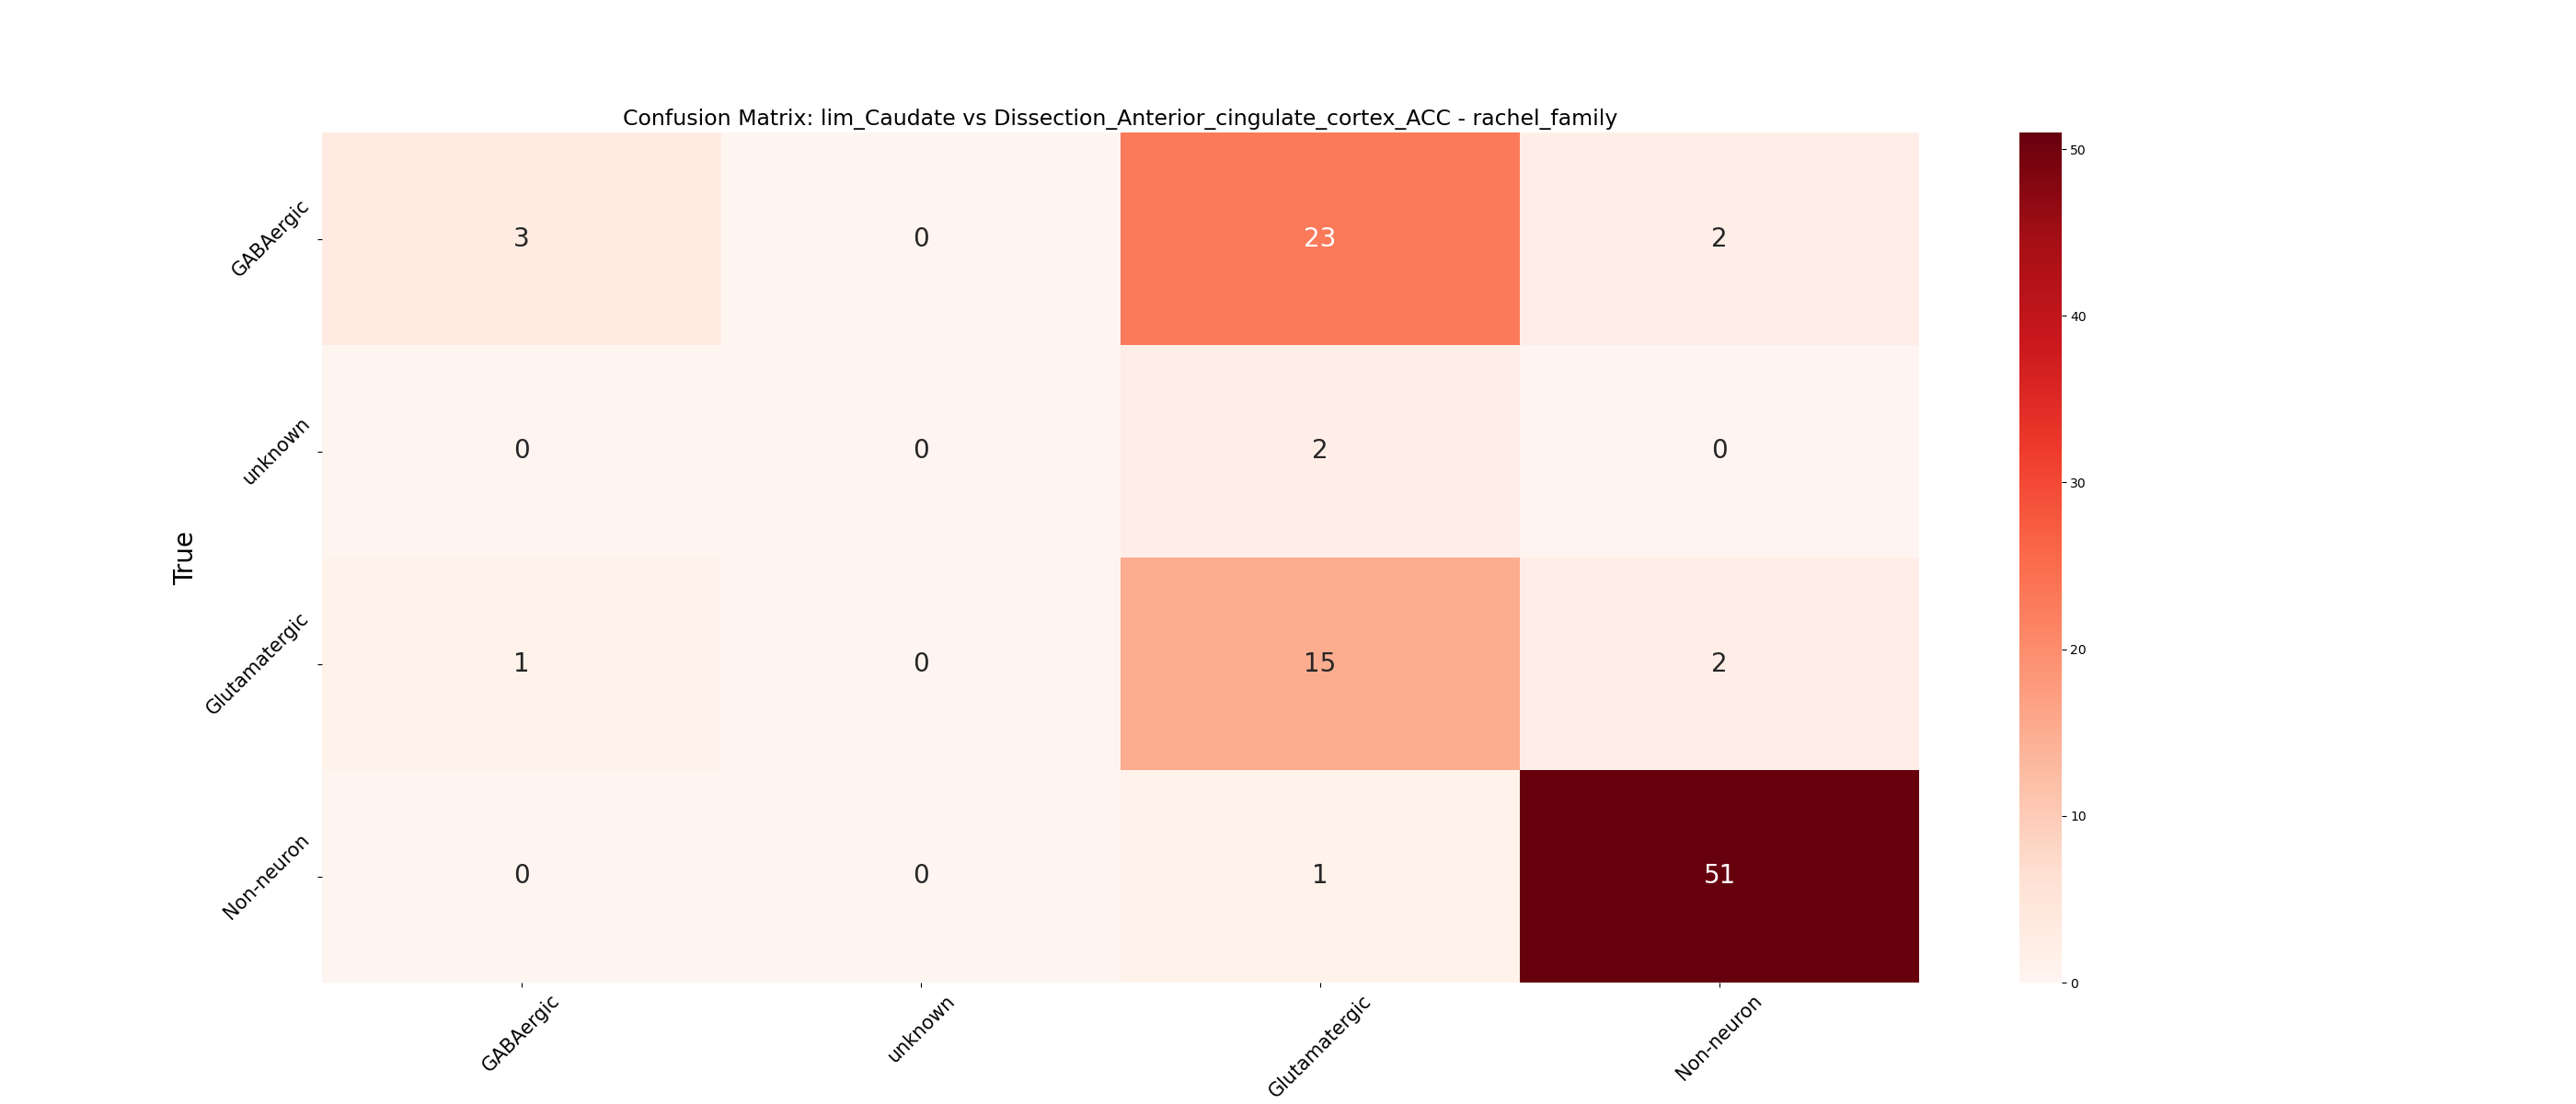 Confusion Matrix: lim_Caudate vs Dissection_Anterior_cingulate_cortex_ACC - rachel_family
True
GABAergic
3 0 23 2
unknown
0 0 2 0
Glutamatergic
1 0 15 2
Non-neuron
0 0 1 51
GABAergic unknown Glutamatergic Non-neuron
50
40
30
20
10
0